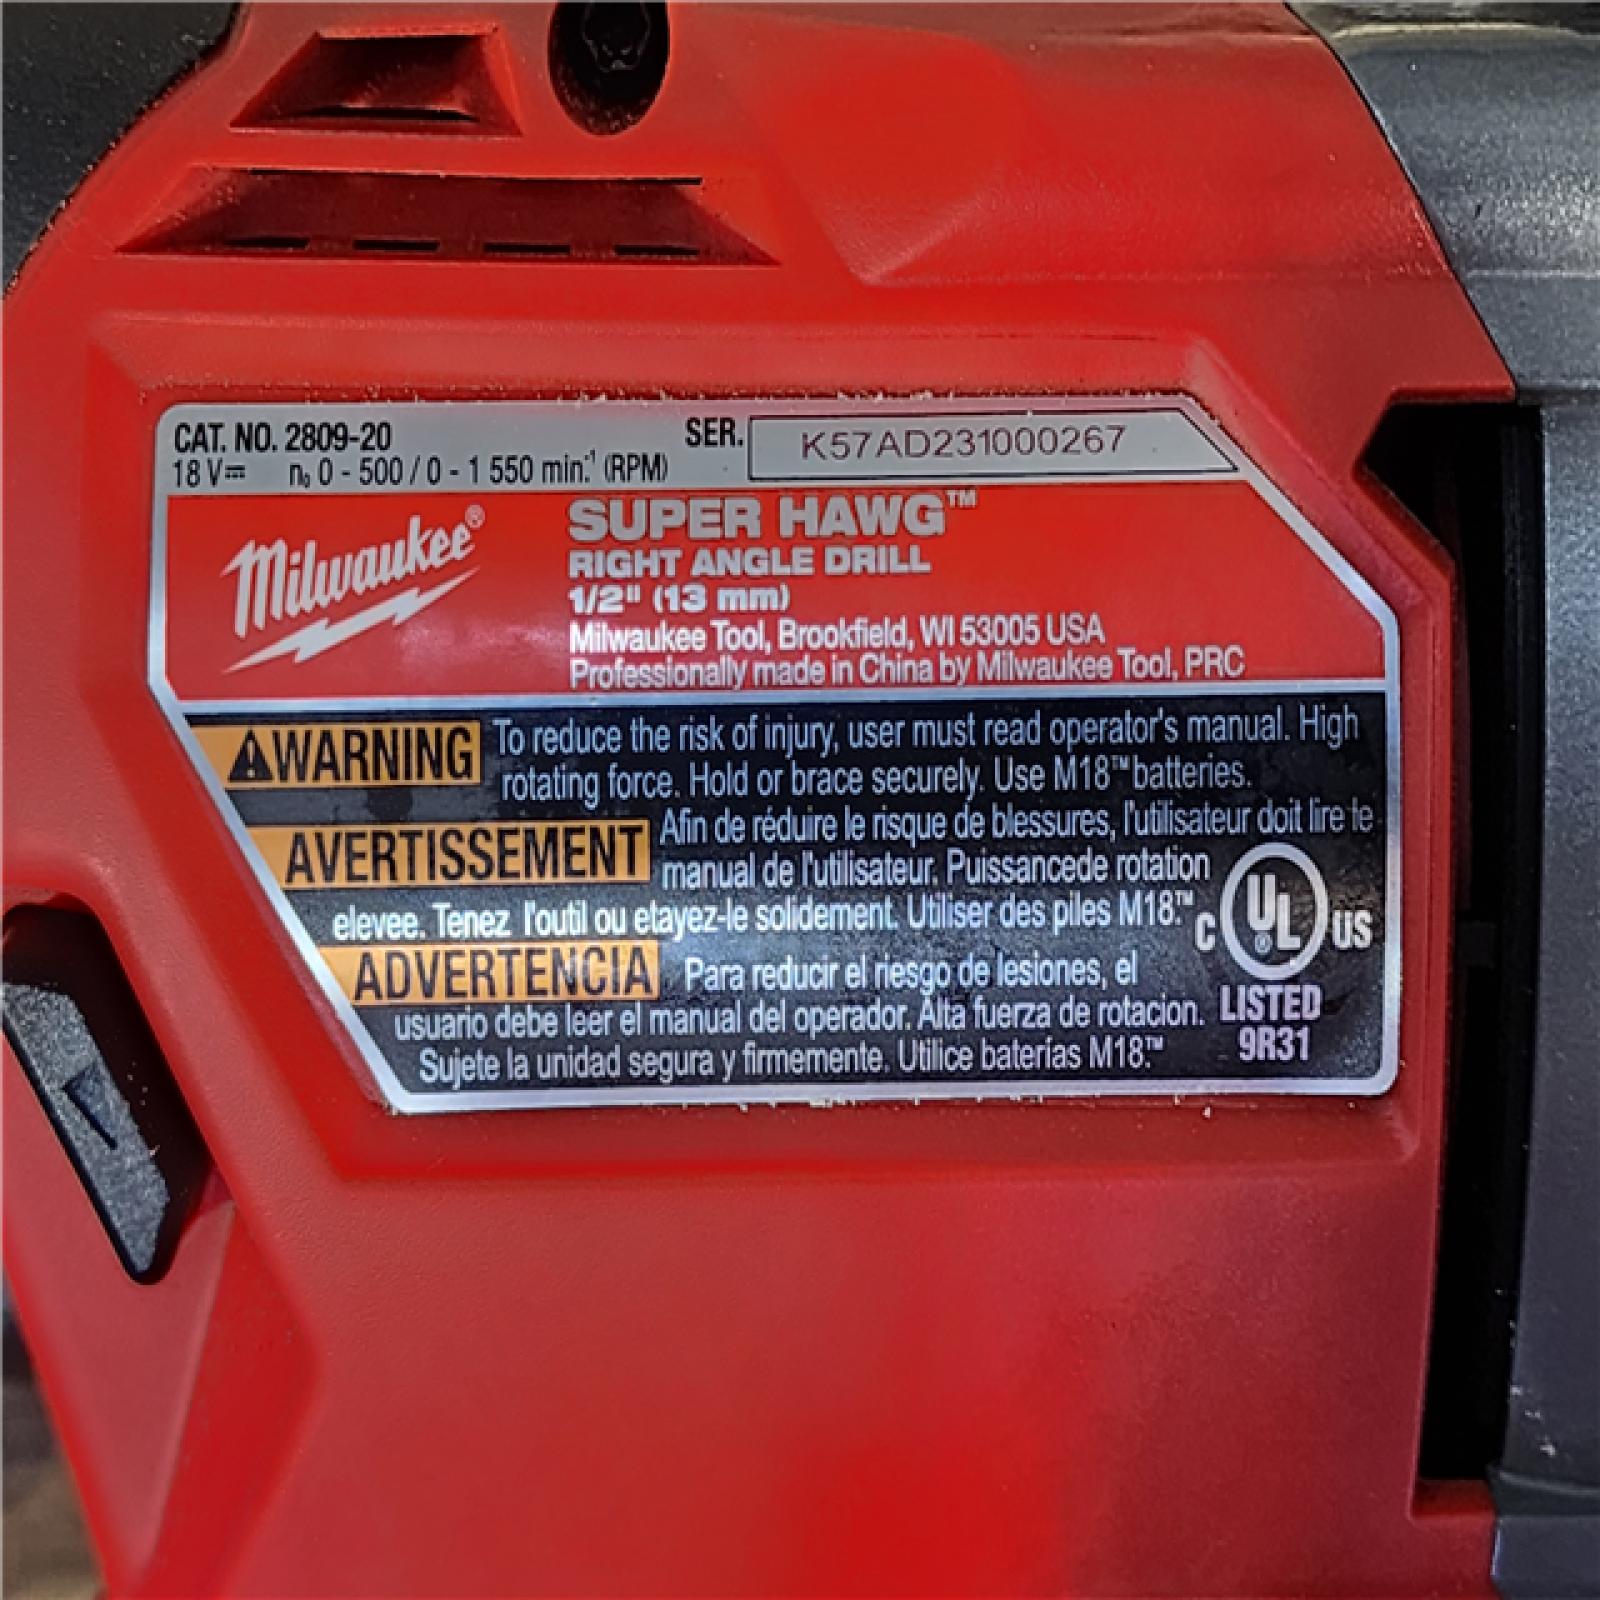 CAT. NO. 2809-20
18 V⎓ n₀ 0 - 500 / 0 - 1 550 min.⁻¹ (RPM)
SER. K57AD231000267
Milwaukee®
SUPER HAWG™
RIGHT ANGLE DRILL
1/2" (13 mm)
Milwaukee Tool, Brookfield, WI 53005 USA
Professionally made in China by Milwaukee Tool, PRC
⚠WARNING To reduce the risk of injury, user must read operator's manual. High
rotating force. Hold or brace securely. Use M18™ batteries.
AVERTISSEMENT Afin de réduire le risque de blessures, l'utilisateur doit lire le
manual de l'utilisateur. Puissancede rotation
elevee. Tenez l'outil ou etayez-le solidement. Utiliser des piles M18.™
ADVERTENCIA Para reducir el riesgo de lesiones, el
usuario debe leer el manual del operador. Alta fuerza de rotacion.
Sujete la unidad segura y firmemente. Utilice baterías M18.™
C UL® US
LISTED
9R31